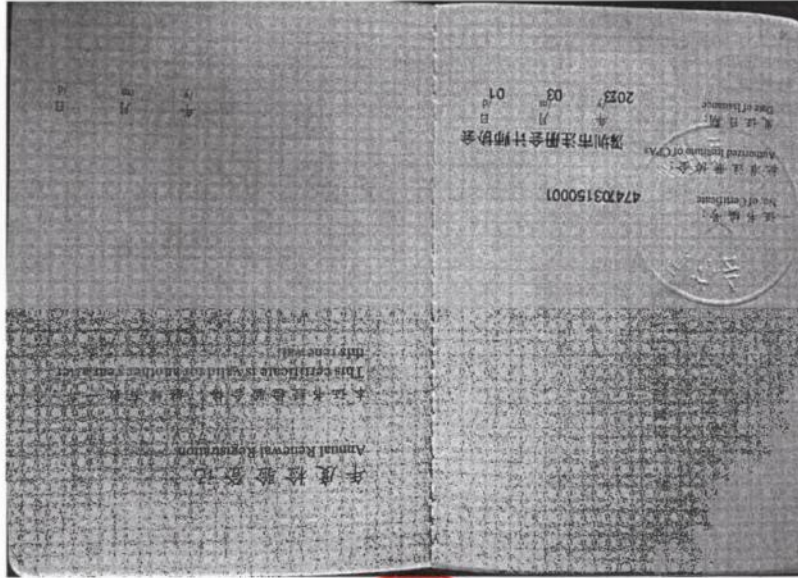 证书编号:
No. of Certificate
474703150001
批准注册协会:
Authorized Institute of CPAs
深圳市注册会计师协会
发证日期:
Date of Issuance
2023 年 03 月 01 日
/y /m /d
年度检验登记
Annual Renewal Registration
本证书经检验合格,继续有效一年。
This certificate is valid for another year after
this renewal.
年 月 日
/y /m /d